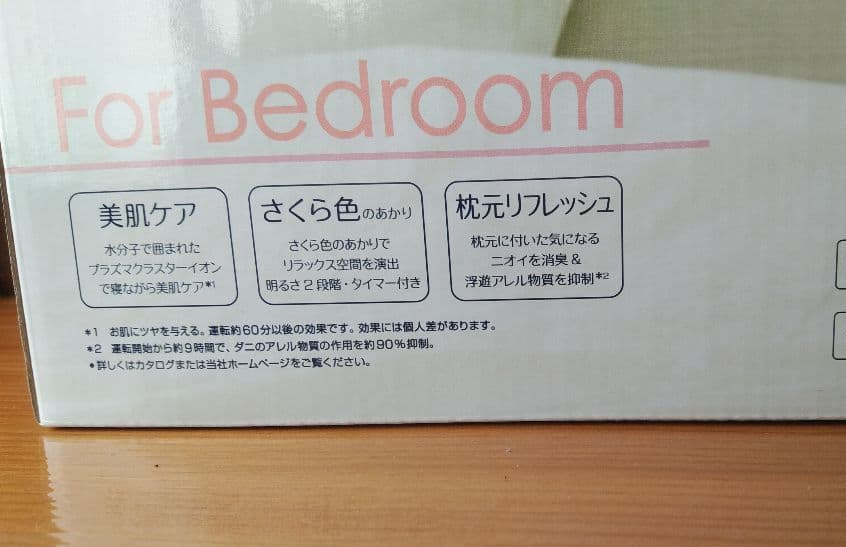 For Bedroom
美肌ケア
水分子で囲まれた
プラズマクラスターイオン
で寝ながら美肌ケア*1
さくら色のあかり
さくら色のあかりで
リラックス空間を演出
明るさ2段階・タイマー付き
枕元リフレッシュ
枕元に付いた気になる
ニオイを消臭&
浮遊アレル物質を抑制*2
*1 お肌にツヤを与える。運転約60分以後の効果です。効果には個人差があります。
*2 運転開始から約9時間で、ダニのアレル物質の作用を約90%抑制。
*詳しくはカタログまたは当社ホームページをご覧ください。